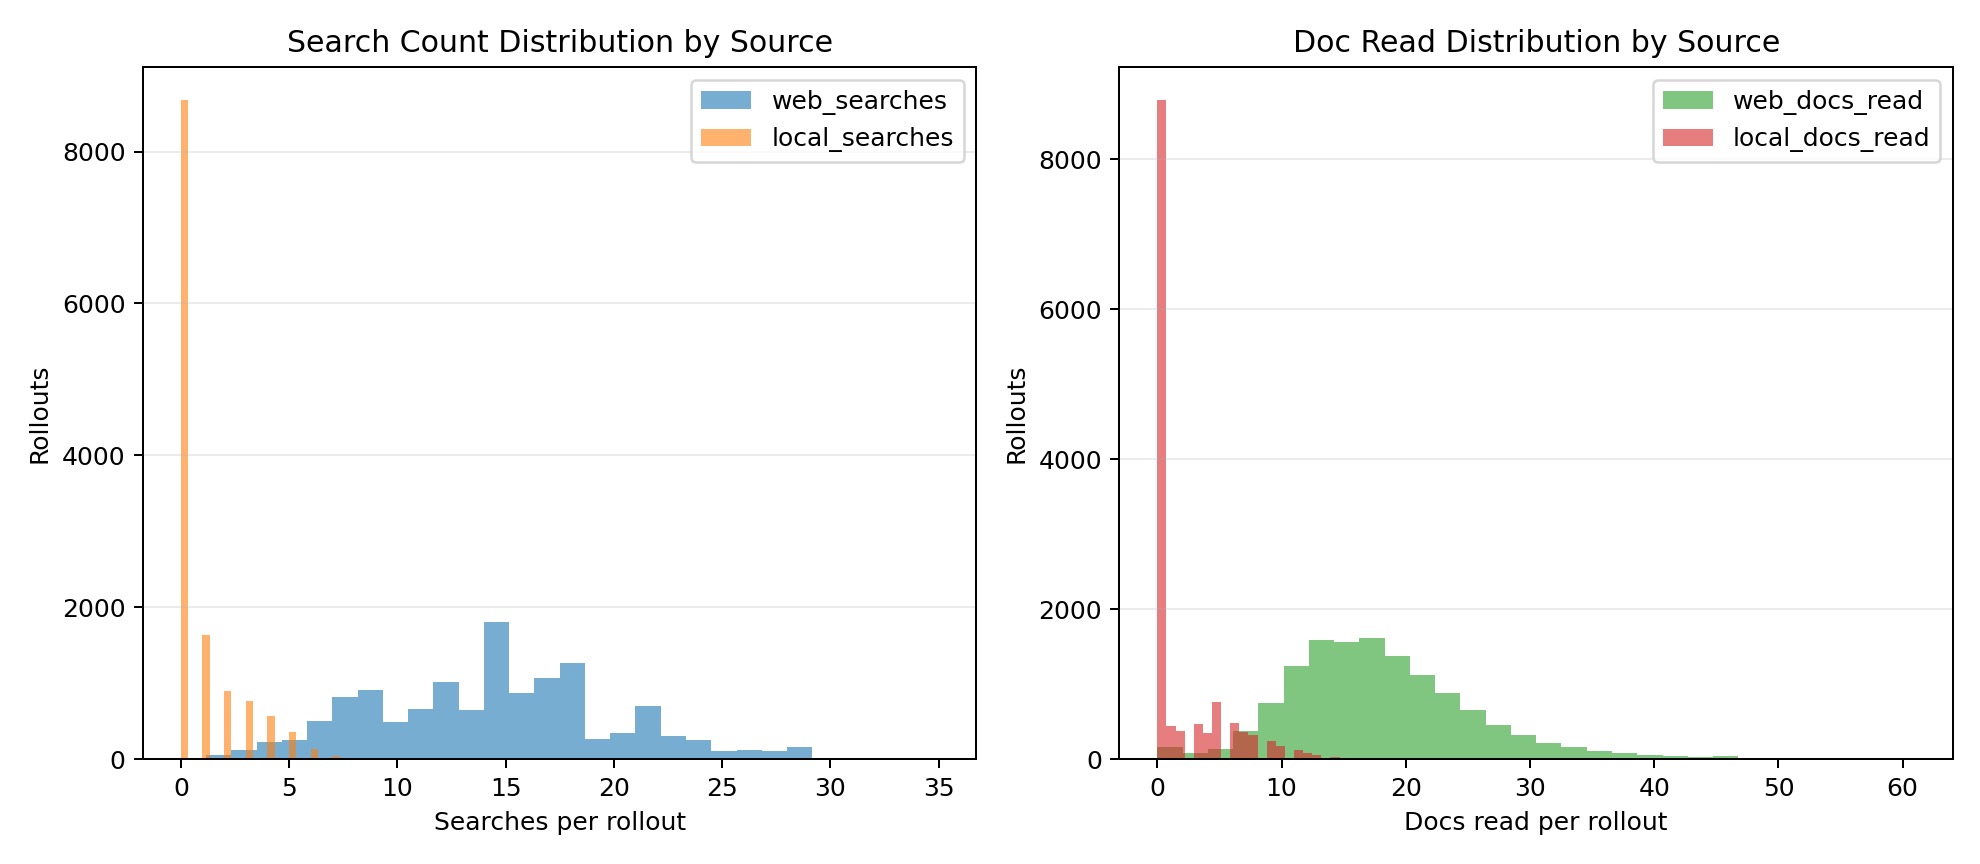 Search Count Distribution by Source
web_searches
local_searches
8000
6000
4000
2000
0
Rollouts
0 5 10 15 20 25 30 35
Searches per rollout
Doc Read Distribution by Source
web_docs_read
local_docs_read
8000
6000
4000
2000
0
Rollouts
0 10 20 30 40 50 60
Docs read per rollout